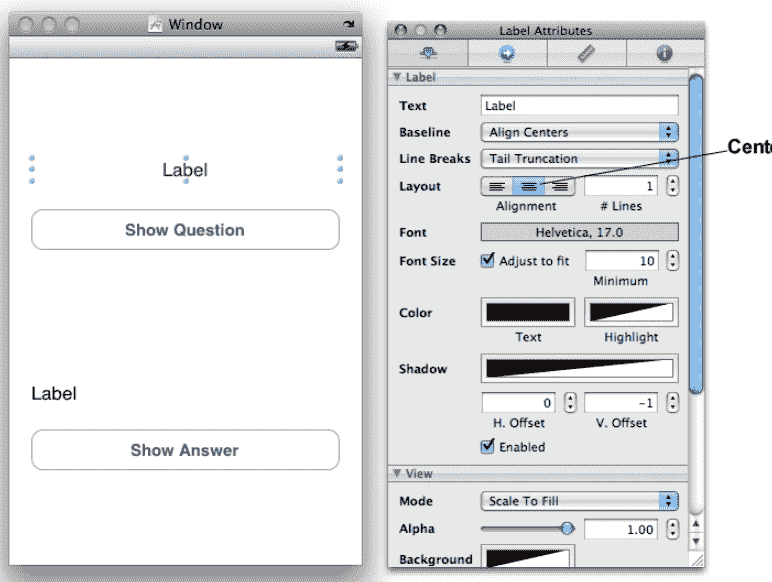 Window
Label
Show Question
Label
Show Answer
Label Attributes
Label
Text Label
Baseline Align Centers
Line Breaks Tail Truncation
Layout 1
Alignment # Lines
Font Helvetica, 17.0
Font Size Adjust to fit 10
Minimum
Color
Text Highlight
Shadow
0 -1
H. Offset V. Offset
Enabled
View
Mode Scale To Fill
Alpha 1.00
Background